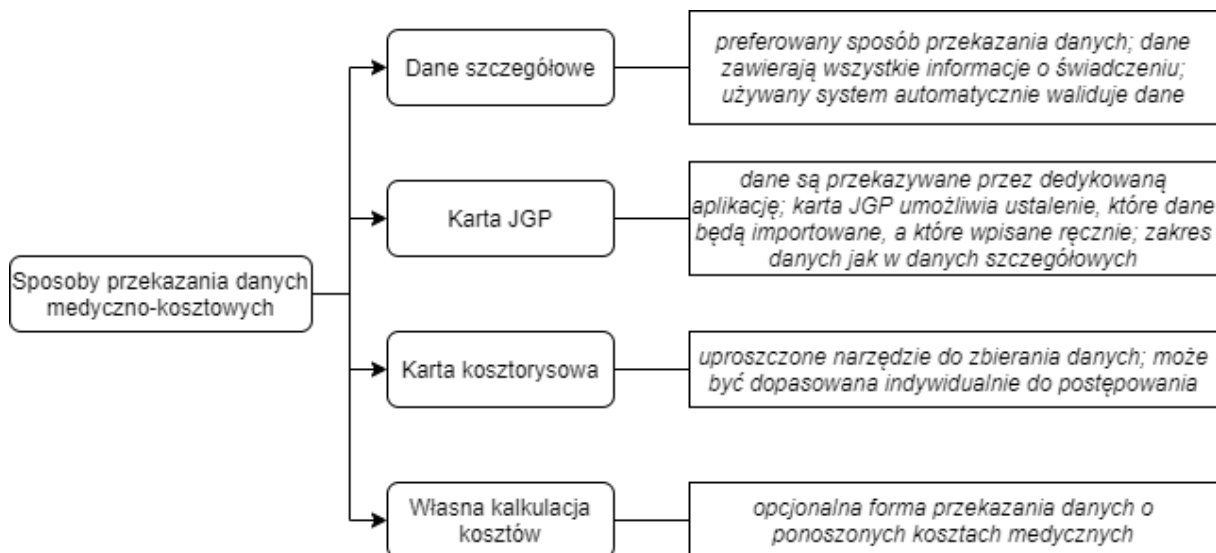 Sposoby przekazania danych
medyczno-kosztowych
Dane szczegółowe
preferowany sposób przekazania danych; dane
zawierają wszystkie informacje o świadczeniu;
używany system automatycznie waliduje dane
Karta JGP
dane są przekazywane przez dedykowaną
aplikację; karta JGP umożliwia ustalenie, które dane
będą importowane, a które wpisane ręcznie; zakres
danych jak w danych szczegółowych
Karta kosztorysowa
uproszczone narzędzie do zbierania danych; może
być dopasowana indywidualnie do postępowania
Własna kalkulacja
kosztów
opcjonalna forma przekazania danych o
ponoszonych kosztach medycznych